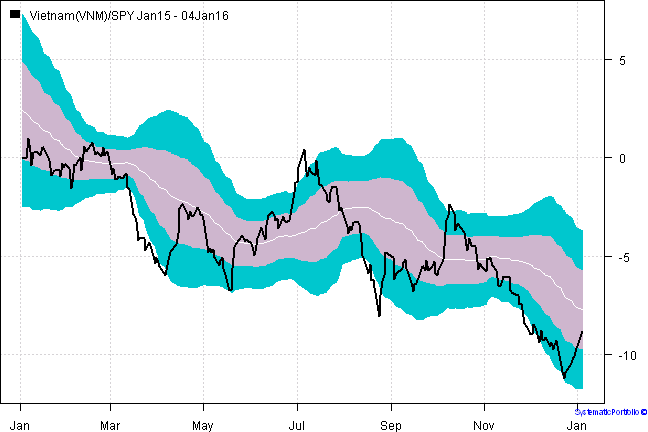 Vietnam(VNM)/SPY Jan15 - 04Jan16
5
0
-5
-10
Jan
Mar
May
Jul
Sep
Nov
Jan
SystematicPortfolio ©